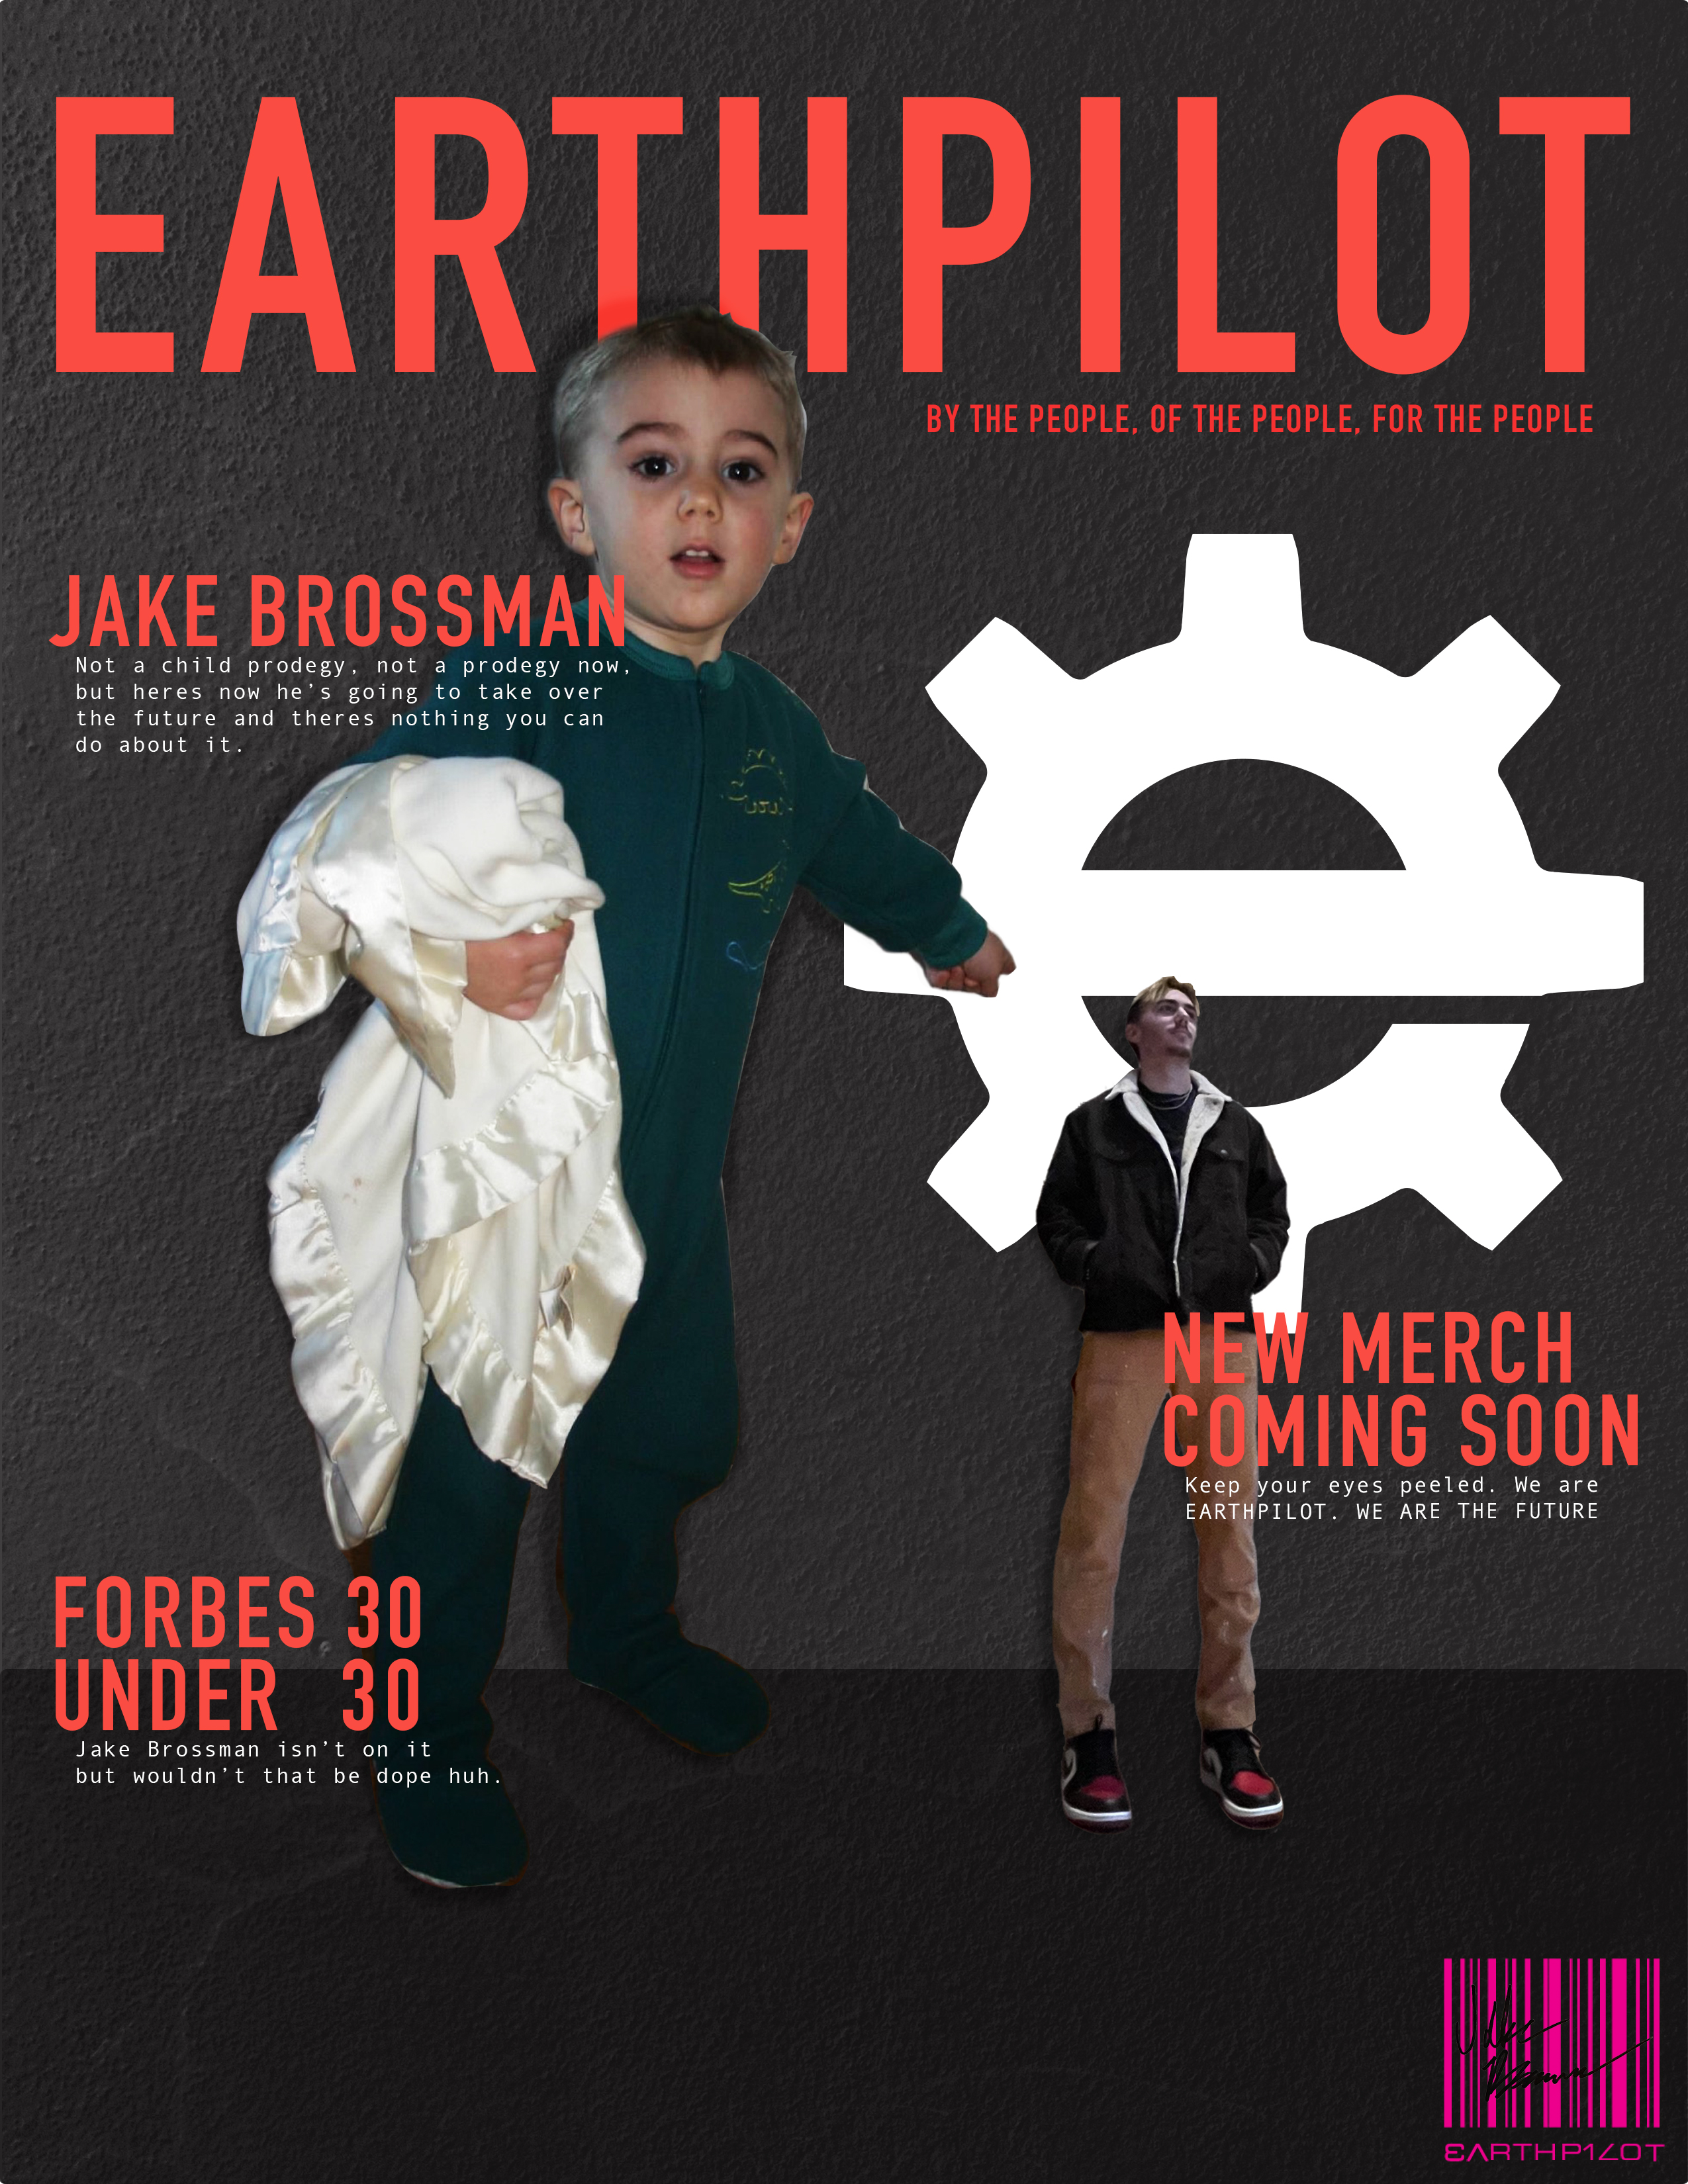 EARTHPILOT
BY THE PEOPLE, OF THE PEOPLE, FOR THE PEOPLE
JAKE BROSSMAN
Not a child prodegy, not a prodegy now,
but heres now he's going to take over
the future and theres nothing you can
do about it.
NEW MERCH
COMING SOON
Keep your eyes peeled. We are
EARTHPILOT. WE ARE THE FUTURE
FORBES 30
UNDER 30
Jake Brossman isn't on it
but wouldn't that be dope huh.
EARTHP1LOT